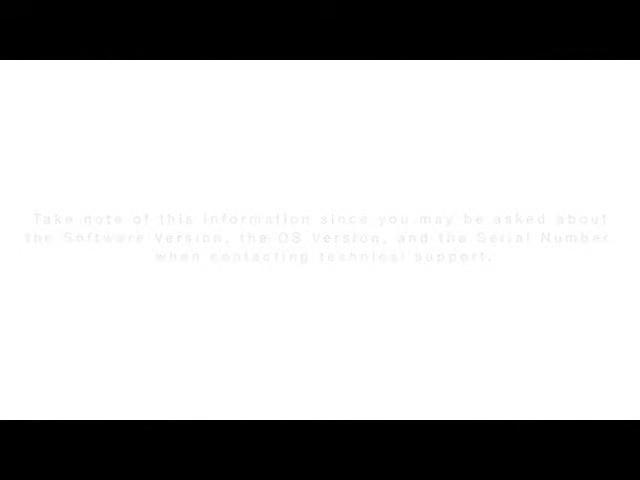 Take note of this information since you may be asked about
the Software Version, the OS Version, and the Serial Number
when contacting technical support.